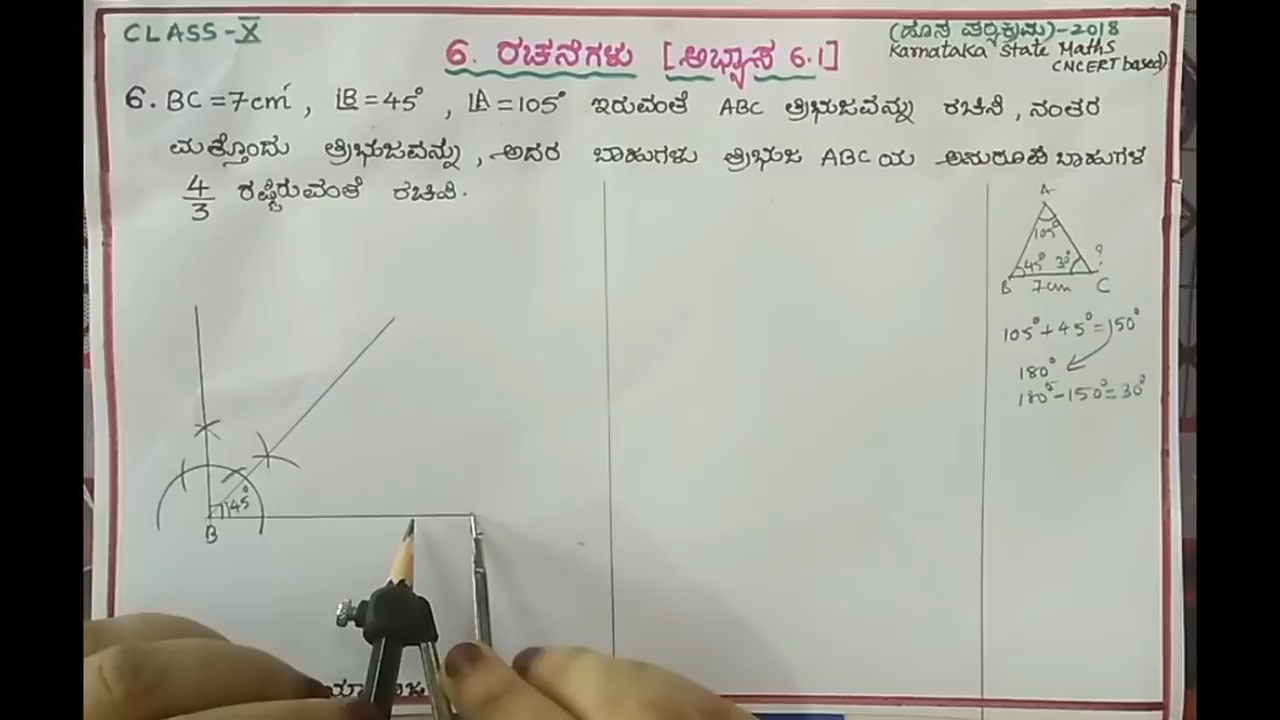 CLASS-X
(ಹೊಸ ಪಠ್ಯಕ್ರಮ)-2018
Karnataka State Maths
(NCERT based)
6. ರಚನೆಗಳು [ಅಭ್ಯಾಸ 6.1]
6. BC=7cm, ∠B=45°, ∠A=105° ಇರುವಂತೆ ABC ತ್ರಿಭುಜವನ್ನು ರಚಿಸಿ, ನಂತರ
ಮತ್ತೊಂದು ತ್ರಿಭುಜವನ್ನು, ಅದರ ಬಾಹುಗಳು ತ್ರಿಭುಜ ABC ಯ ಅನುರೂಪ ಬಾಹುಗಳ
4/3 ರಷ್ಟಿರುವಂತೆ ರಚಿಸಿ.
A
105°
45° 30° ?
B 7cm C
105°+45°=150°
180°
180°-150°=30°
45°
B